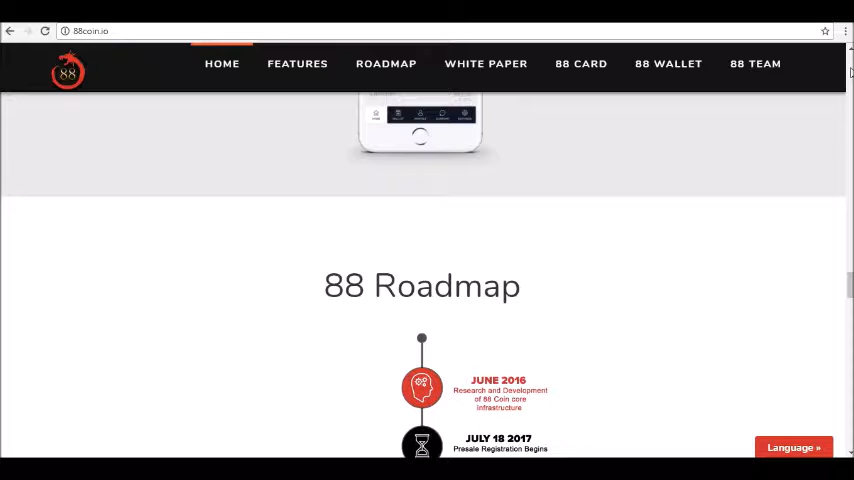 88coin.io
88
HOME
FEATURES
ROADMAP
WHITE PAPER
88 CARD
88 WALLET
88 TEAM
88 Roadmap
JUNE 2016
Research and Development
of 88 Coin core
infrastructure
JULY 18 2017
Presale Registration Begins
Language »